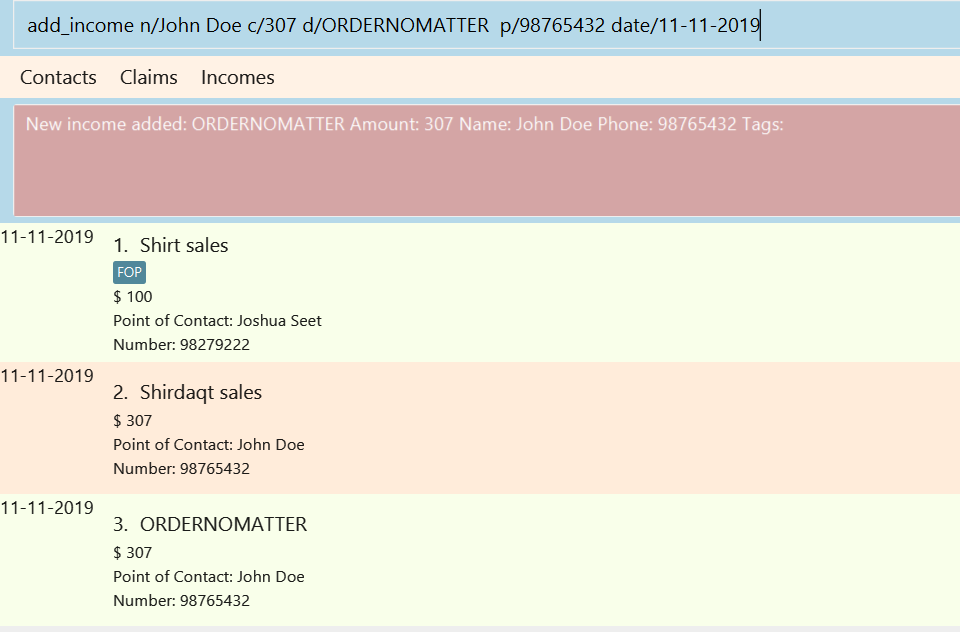 add_income n/John Doe c/307 d/ORDERNOMATTER  p/98765432 date/11-11-2019
Contacts Claims Incomes
New income added: ORDERNOMATTER Amount: 307 Name: John Doe Phone: 98765432 Tags:
11-11-2019 1. Shirt sales
FOP
$ 100
Point of Contact: Joshua Seet
Number: 98279222
11-11-2019 2. Shirdaqt sales
$ 307
Point of Contact: John Doe
Number: 98765432
11-11-2019 3. ORDERNOMATTER
$ 307
Point of Contact: John Doe
Number: 98765432